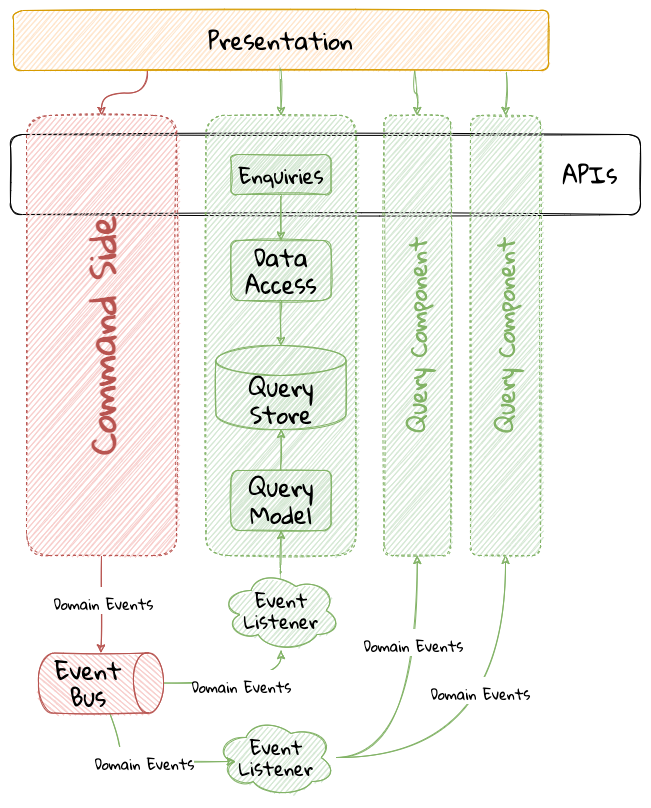 Presentation
APIs
Enquiries
Data
Access
Query
Store
Query
Model
Command Side
Query Component
Query Component
Event
Listener
Domain Events
Event
Bus
Domain Events
Domain Events
Domain Events
Domain Events
Event
Listener